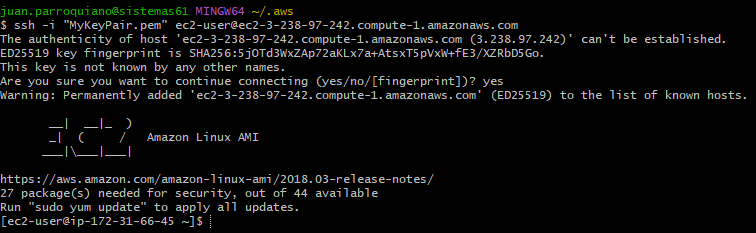 juan.parroquiano@sistemas61 MINGW64 ~/.aws
$ ssh -i "MyKeyPair.pem" ec2-user@ec2-3-238-97-242.compute-1.amazonaws.com
The authenticity of host 'ec2-3-238-97-242.compute-1.amazonaws.com (3.238.97.242)' can't be established.
ED25519 key fingerprint is SHA256:5jOTd3WxZAp72aKLx7a+AtsxT5pVxW+fE3/XZRbD5Go.
This key is not known by any other names.
Are you sure you want to continue connecting (yes/no/[fingerprint])? yes
Warning: Permanently added 'ec2-3-238-97-242.compute-1.amazonaws.com' (ED25519) to the list of known hosts.
       __|  __|_  )
       _|  (     /   Amazon Linux AMI
      ___|\___|___|
https://aws.amazon.com/amazon-linux-ami/2018.03-release-notes/
27 package(s) needed for security, out of 44 available
Run "sudo yum update" to apply all updates.
[ec2-user@ip-172-31-66-45 ~]$